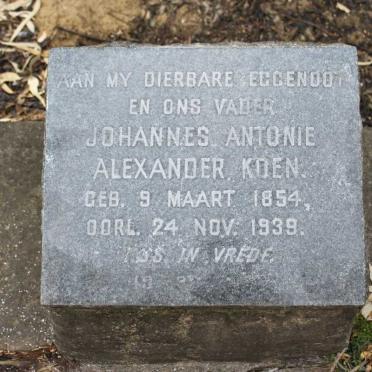 AAN MY DIERBARE EGGENOOT
EN ONS VADER
JOHANNES ANTONIE
ALEXANDER KOEN.
GEB. 9 MAART 1854,
OORL. 24 NOV. 1939.
RUS IN VREDE